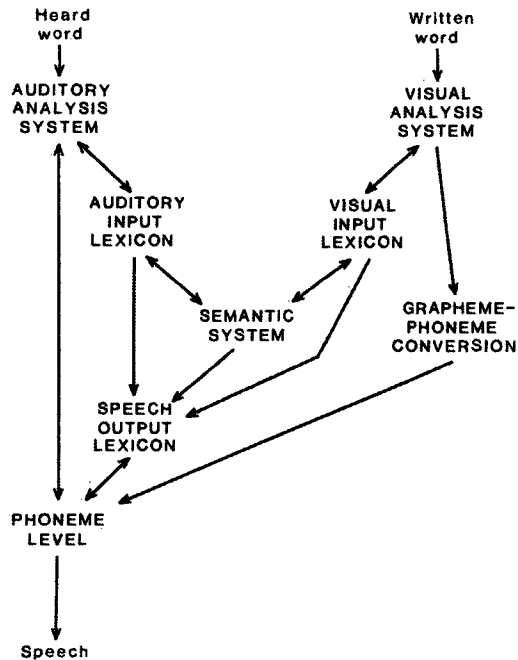 Heard
word
Written
word
AUDITORY
ANALYSIS
SYSTEM
VISUAL
ANALYSIS
SYSTEM
AUDITORY
INPUT
LEXICON
VISUAL
INPUT
LEXICON
SEMANTIC
SYSTEM
GRAPHEME-
PHONEME
CONVERSION
SPEECH
OUTPUT
LEXICON
PHONEME
LEVEL
Speech